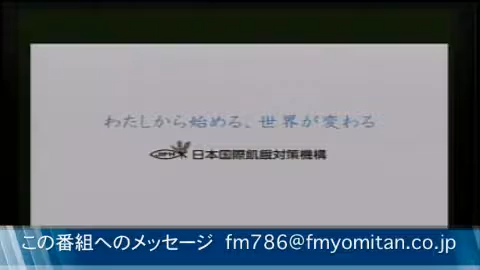 わたしから始める、世界が変わる
日本国際飢餓対策機構
この番組へのメッセージ fm786@fmyomitan.co.jp